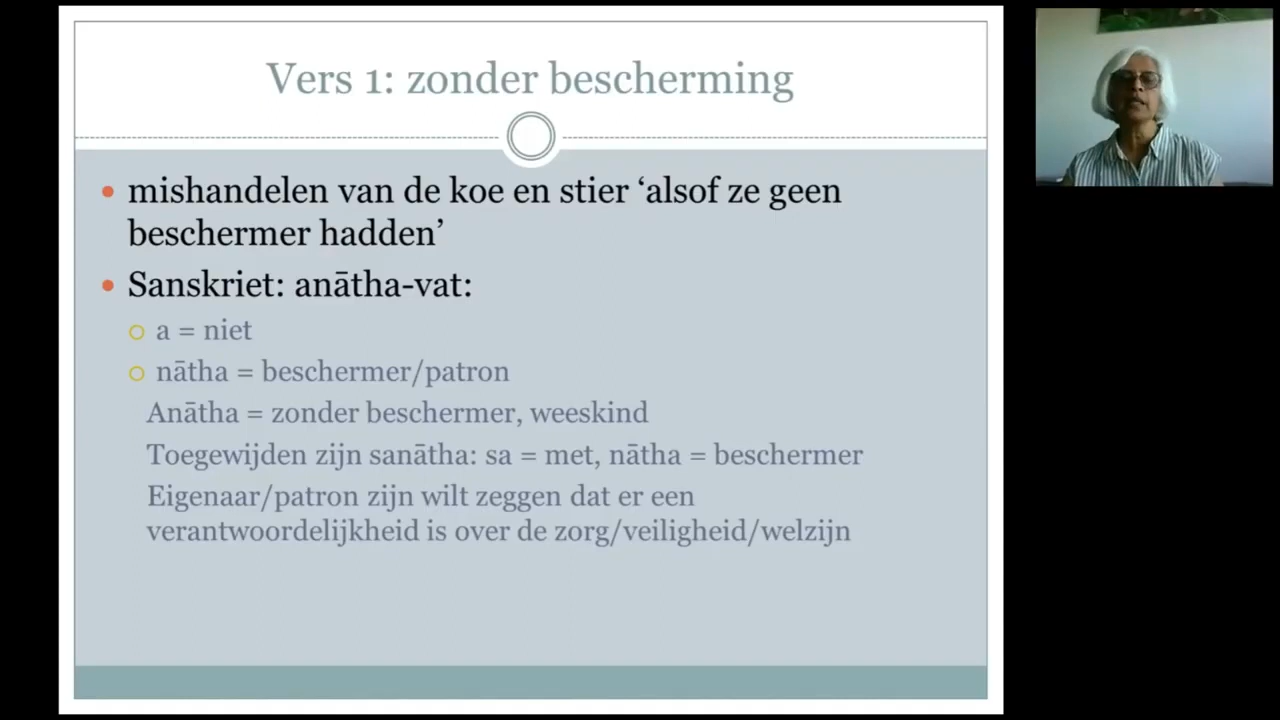 Vers 1: zonder bescherming
mishandelen van de koe en stier ‘alsof ze geen
beschermer hadden’
Sanskriet: anātha-vat:
a = niet
nātha = beschermer/patron
Anātha = zonder beschermer, weeskind
Toegewijden zijn sanātha: sa = met, nātha = beschermer
Eigenaar/patron zijn wilt zeggen dat er een
verantwoordelijkheid is over de zorg/veiligheid/welzijn